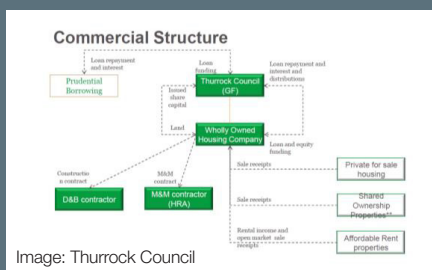 Commercial Structure
Loan repayment
and interest
Loan
funding
Loan repayment and
interest and
distributions
Prudential
Borrowing
Thurrock Council
(GF)
Issued
share
capital
Land
Wholly Owned
Housing Company
Loan and equity
funding
Constructio
n contract
M&M
contract
Sale receipts
Private for sale
housing
D&B contractor
M&M contractor
(HRA)
Sale receipts
Shared
Ownership
Properties**
Rental income and
open market sale
receipts
Affordable Rent
properties
Image: Thurrock Council